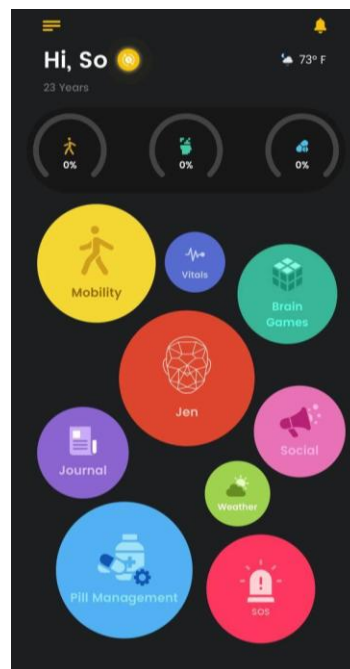 Hi, So
73° F
23 Years
0%
0%
0%
Mobility
Vitals
Brain
Games
Jen
Social
Journal
Weather
Pill Management
SOS